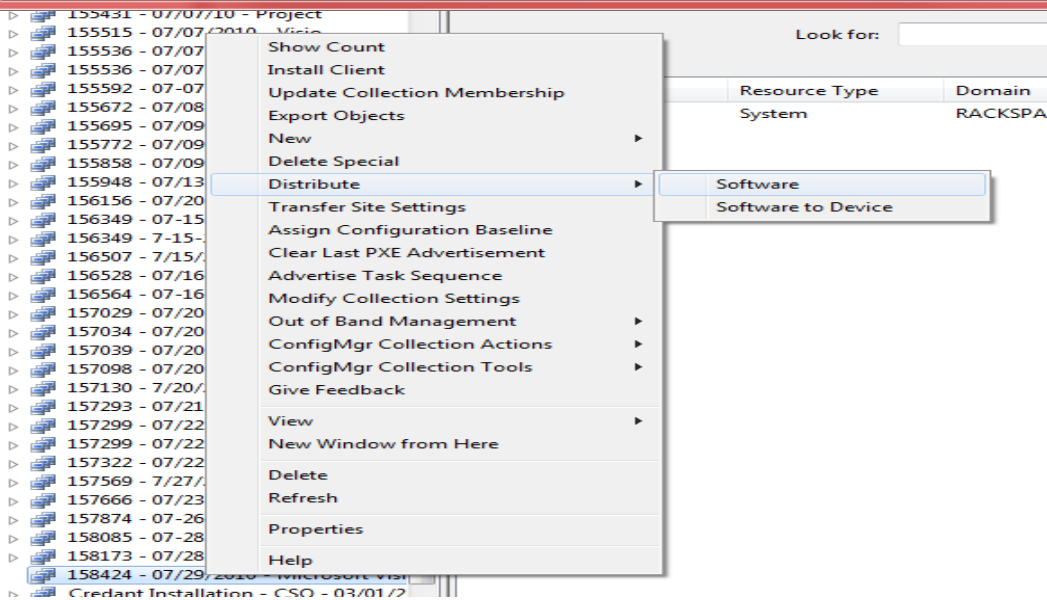 155431 - 07/07/10 - Project
155515 - 07/07/2010 - Visio
155536 - 07/07
155536 - 07/07
155592 - 07-07
155672 - 07/08
155695 - 07/09
155772 - 07/09
155858 - 07/09
155948 - 07/13
156156 - 07/20
156349 - 07-15
156349 - 7-15-
156507 - 7/15/
156528 - 07/16
156564 - 07-16
157029 - 07/20
157034 - 07/20
157039 - 07/20
157098 - 07/20
157130 - 7/20/
157293 - 07/21
157299 - 07/22
157299 - 07/22
157322 - 07/22
157569 - 7/27/
157666 - 07/23
157874 - 07-26
158085 - 07-28
158173 - 07/28
158424 - 07/29/2010 - Microsoft Visi
Credant Installation - CSO - 03/01/2
Show Count
Install Client
Update Collection Membership
Export Objects
New
Delete Special
Distribute
Transfer Site Settings
Assign Configuration Baseline
Clear Last PXE Advertisement
Advertise Task Sequence
Modify Collection Settings
Out of Band Management
ConfigMgr Collection Actions
ConfigMgr Collection Tools
Give Feedback
View
New Window from Here
Delete
Refresh
Properties
Help
Software
Software to Device
Look for:
Resource Type Domain
System RACKSPA